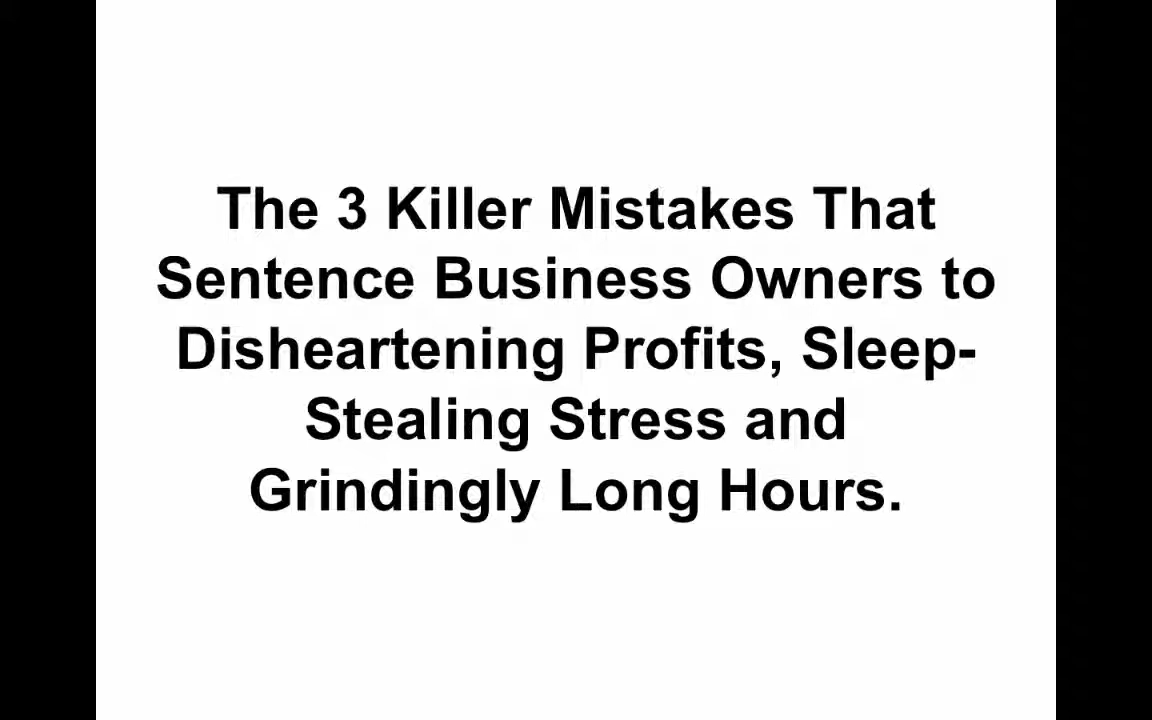 The 3 Killer Mistakes That
Sentence Business Owners to
Disheartening Profits, Sleep-
Stealing Stress and
Grindingly Long Hours.